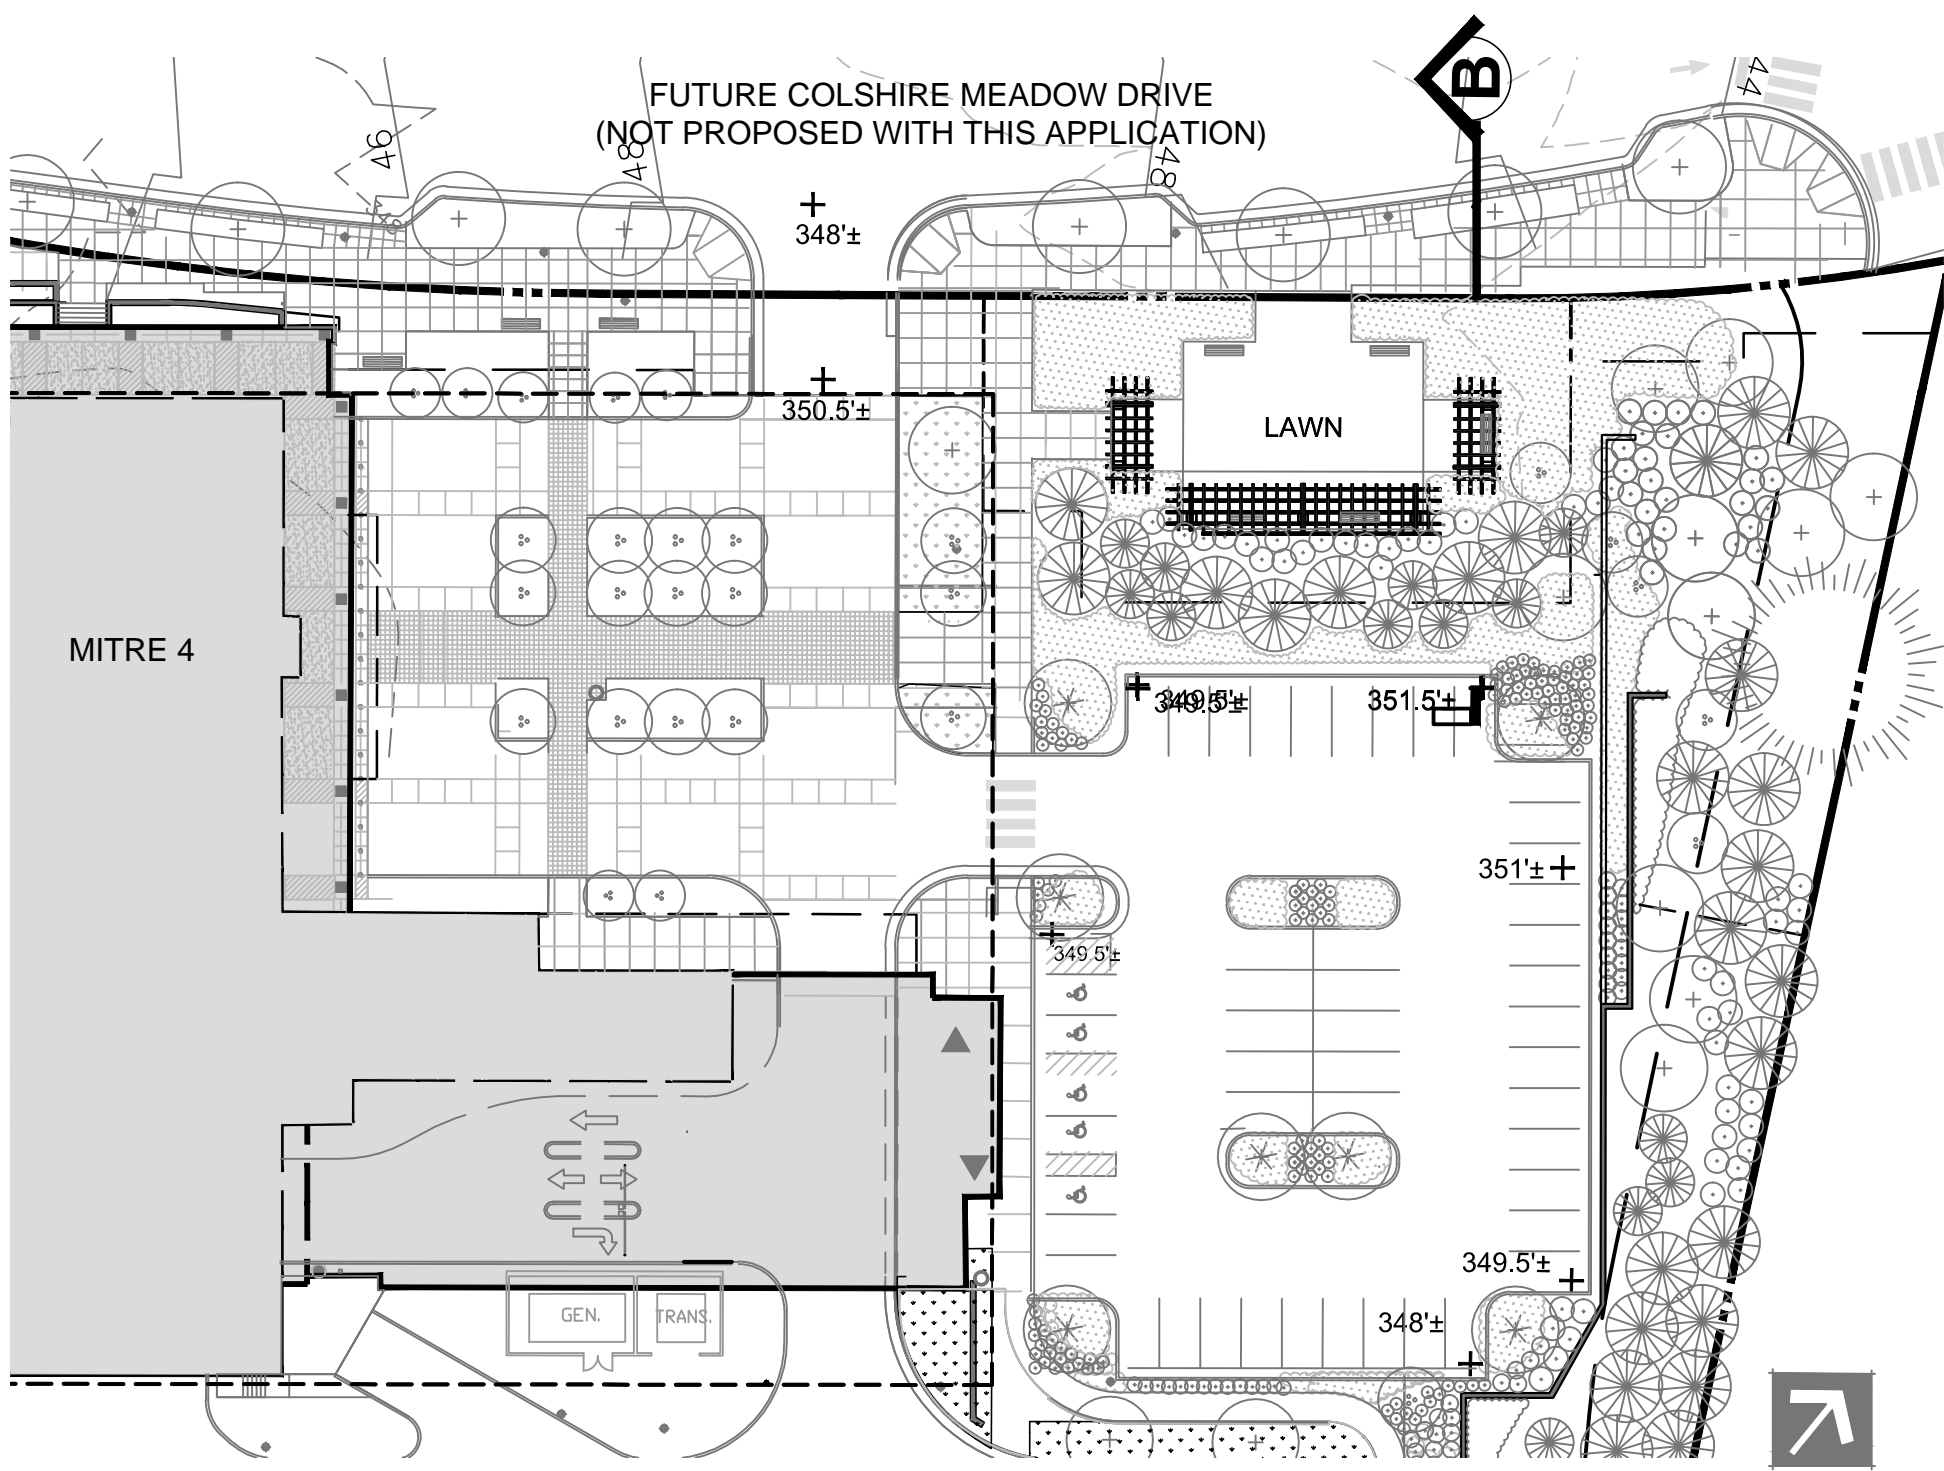 B
44
FUTURE COLSHIRE MEADOW DRIVE
(NOT PROPOSED WITH THIS APPLICATION)
46
48
48
348'±
350.5'±
LAWN
MITRE 4
349.5'±
351.5'±
351'±
349.5'±
349.5'±
348'±
GEN.
TRANS.